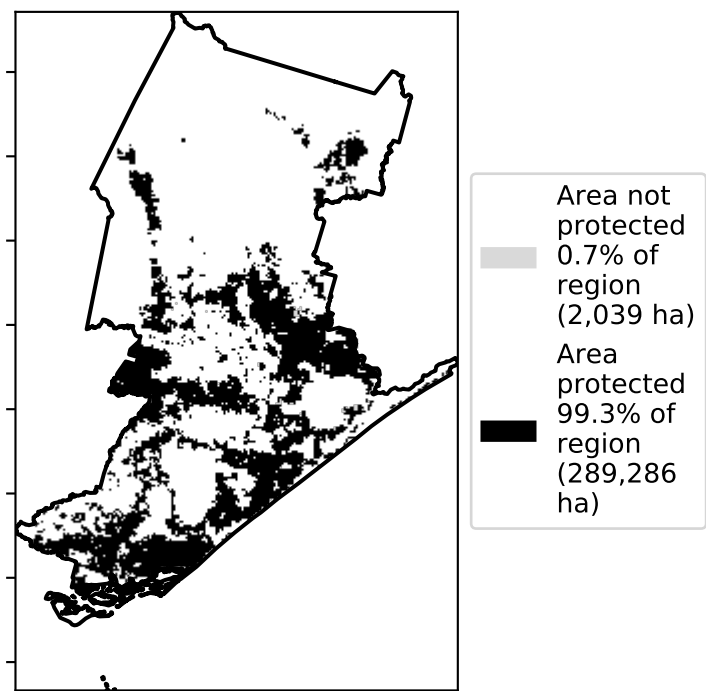 Area not
protected
0.7% of
region
(2,039 ha)
Area
protected
99.3% of
region
(289,286
ha)